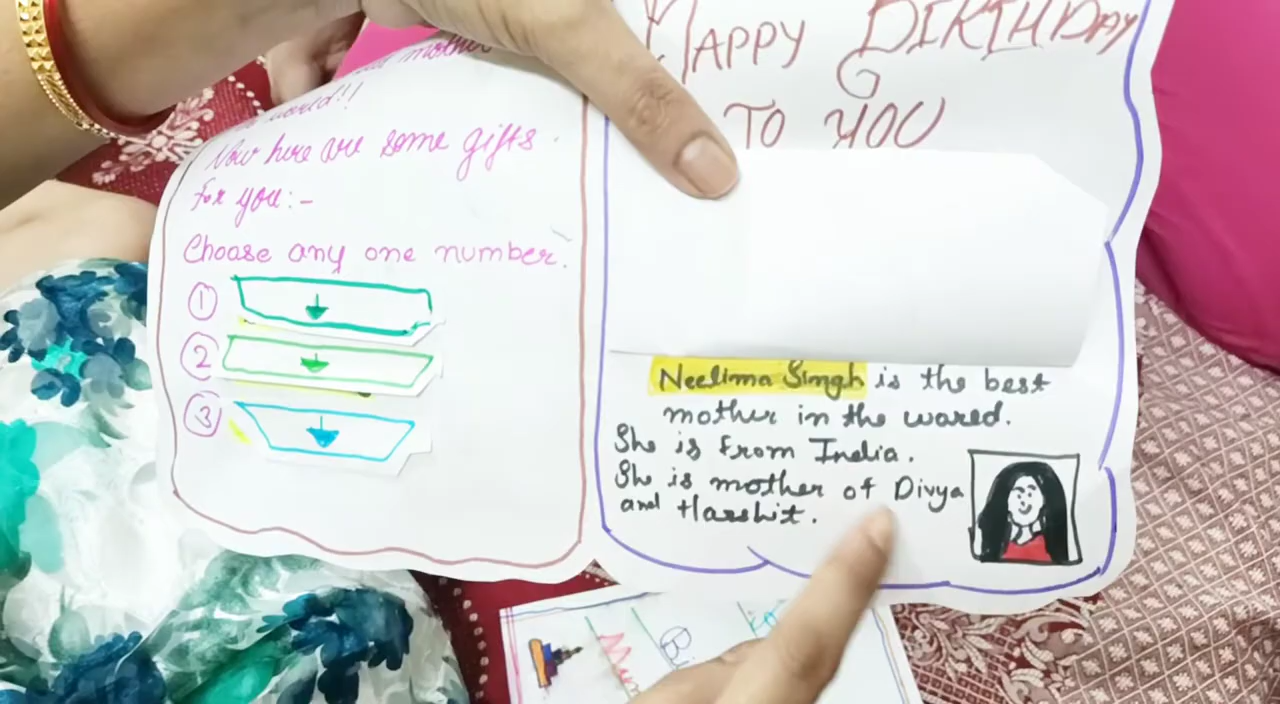 mother
world!!
Now here are some gifts
for you:-
Choose any one number.
1
2
3
HAPPY BIRTHDAY
TO YOU
Neelima Singh is the best
mother in the wared.
She is from India.
She is mother of Divya
and Harshit.